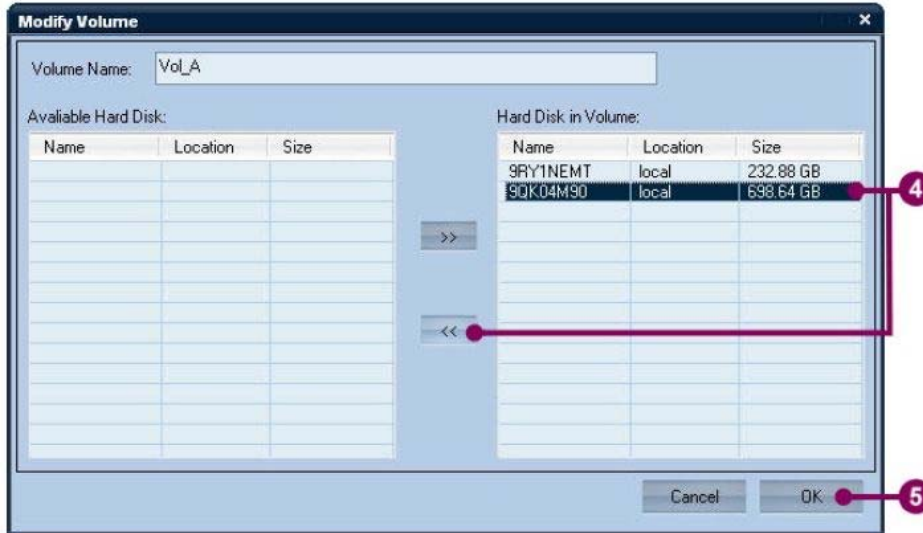 Modify Volume x
Volume Name: Vol_A
Avaliable Hard Disk:
Name Location Size
>>
<<
Hard Disk in Volume:
Name Location Size
9RY1NEMT local 232.88 GB
9QK04M90 local 698.64 GB
4
Cancel OK
5